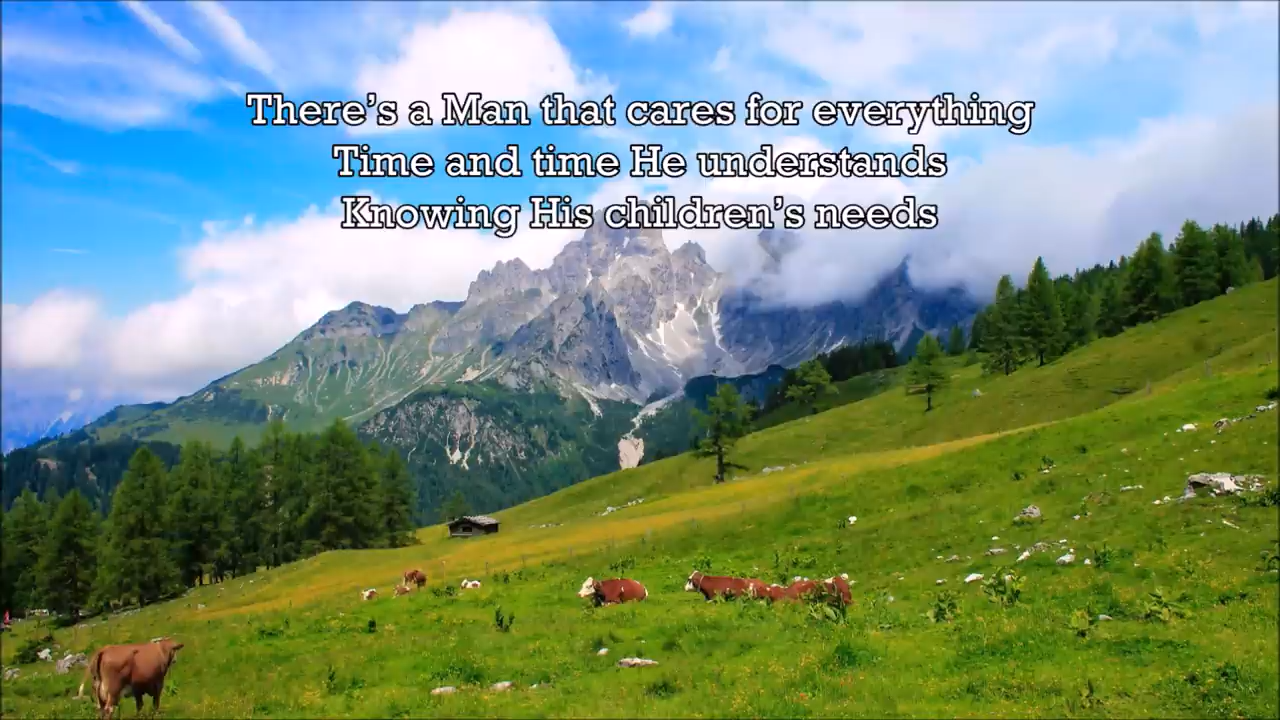 There’s a Man that cares for everything
Time and time He understands
Knowing His children’s needs